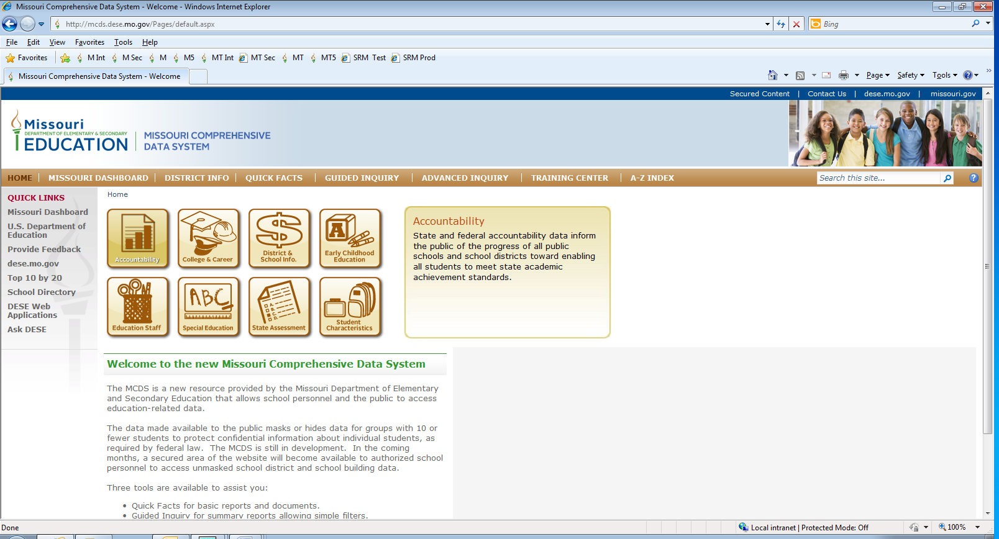 Missouri Comprehensive Data System - Welcome - Windows Internet Explorer
http://mcds.dese.mo.gov/Pages/default.aspx
Bing
File Edit View Favorites Tools Help
Favorites M Int M Sec M M5 MT Int MT Sec MT MT5 SRM Test SRM Prod
Missouri Comprehensive Data System - Welcome
Page Safety Tools
Secured Content | Contact Us | dese.mo.gov | missouri.gov
Missouri
DEPARTMENT OF ELEMENTARY & SECONDARY
EDUCATION
MISSOURI COMPREHENSIVE
DATA SYSTEM
HOME MISSOURI DASHBOARD DISTRICT INFO QUICK FACTS GUIDED INQUIRY ADVANCED INQUIRY TRAINING CENTER A-Z INDEX
Search this site...
QUICK LINKS
Missouri Dashboard
U.S. Department of
Education
Provide Feedback
dese.mo.gov
Top 10 by 20
School Directory
DESE Web
Applications
Ask DESE
Home
Accountability
College & Career
$
District &
School Info.
A
Early Childhood
Education
Education Staff
ABC
Special Education
A.
B.
C.
State Assessment
Student
Characteristics
Accountability
State and federal accountability data inform
the public of the progress of all public
schools and school districts toward enabling
all students to meet state academic
achievement standards.
Welcome to the new Missouri Comprehensive Data System
The MCDS is a new resource provided by the Missouri Department of Elementary
and Secondary Education that allows school personnel and the public to access
education-related data.
The data made available to the public masks or hides data for groups with 10 or
fewer students to protect confidential information about individual students, as
required by federal law.  The MCDS is still in development.  In the coming
months, a secured area of the website will become available to authorized school
personnel to access unmasked school district and school building data.
Three tools are available to assist you:
• Quick Facts for basic reports and documents.
• Guided Inquiry for summary reports allowing simple filters.
Done
Local intranet | Protected Mode: Off
100%